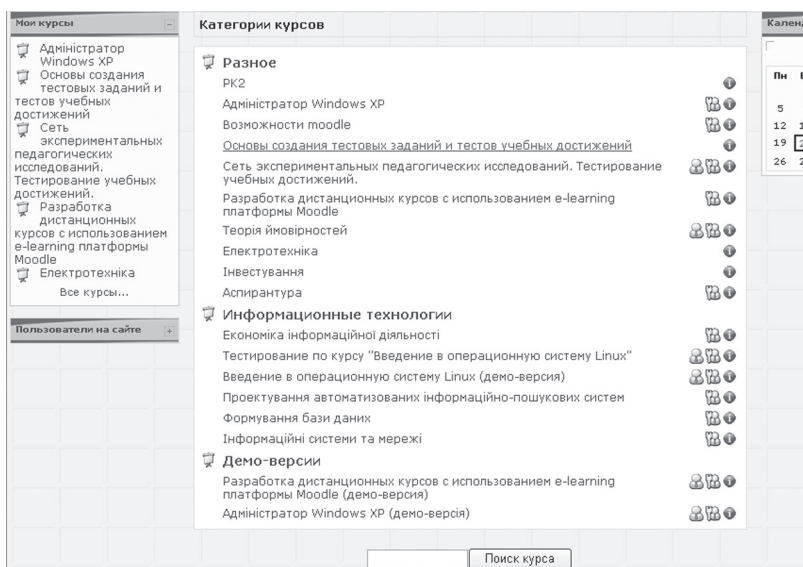 Мои курсы
Адміністратор
Windows XP
Основы создания
тестовых заданий и
тестов учебных
достижений
Сеть
экспериментальных
педагогических
исследований.
Тестирование учебных
достижений.
Разработка
дистанционных
курсов с использованием
e-learning платформы
Moodle
Електротехніка
Все курсы...
Пользователи на сайте
Категории курсов
Разное
РК2
Адміністратор Windows XP
Возможности moodle
Основы создания тестовых заданий и тестов учебных достижений
Сеть экспериментальных педагогических исследований. Тестирование
учебных достижений.
Разработка дистанционных курсов с использованием e-learning
платформы Moodle
Теорія ймовірностей
Електротехніка
Інвестування
Аспирантура
Информационные технологии
Економіка інформаційної діяльності
Тестирование по курсу "Введение в операционную систему Linux"
Введение в операционную систему Linux (демо-версия)
Проектування автоматизованих інформаційно-пошукових систем
Формування бази даних
Інформаційні системи та мережі
Демо-версии
Разработка дистанционных курсов с использованием e-learning
платформы Moodle (демо-версия)
Адміністратор Windows XP (демо-версія)
Поиск курса
Пн
5
12
19
26